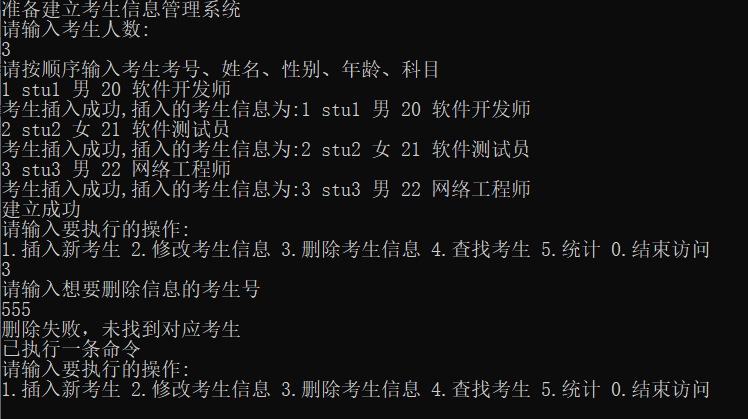 准备建立考生信息管理系统
请输入考生人数:
3
请按顺序输入考生考号、姓名、性别、年龄、科目
1 stu1 男 20 软件开发师
考生插入成功,插入的考生信息为:1 stu1 男 20 软件开发师
2 stu2 女 21 软件测试员
考生插入成功,插入的考生信息为:2 stu2 女 21 软件测试员
3 stu3 男 22 网络工程师
考生插入成功,插入的考生信息为:3 stu3 男 22 网络工程师
建立成功
请输入要执行的操作:
1.插入新考生 2.修改考生信息 3.删除考生信息 4.查找考生 5.统计 0.结束访问
3
请输入想要删除信息的考生号
555
删除失败，未找到对应考生
已执行一条命令
请输入要执行的操作:
1.插入新考生 2.修改考生信息 3.删除考生信息 4.查找考生 5.统计 0.结束访问